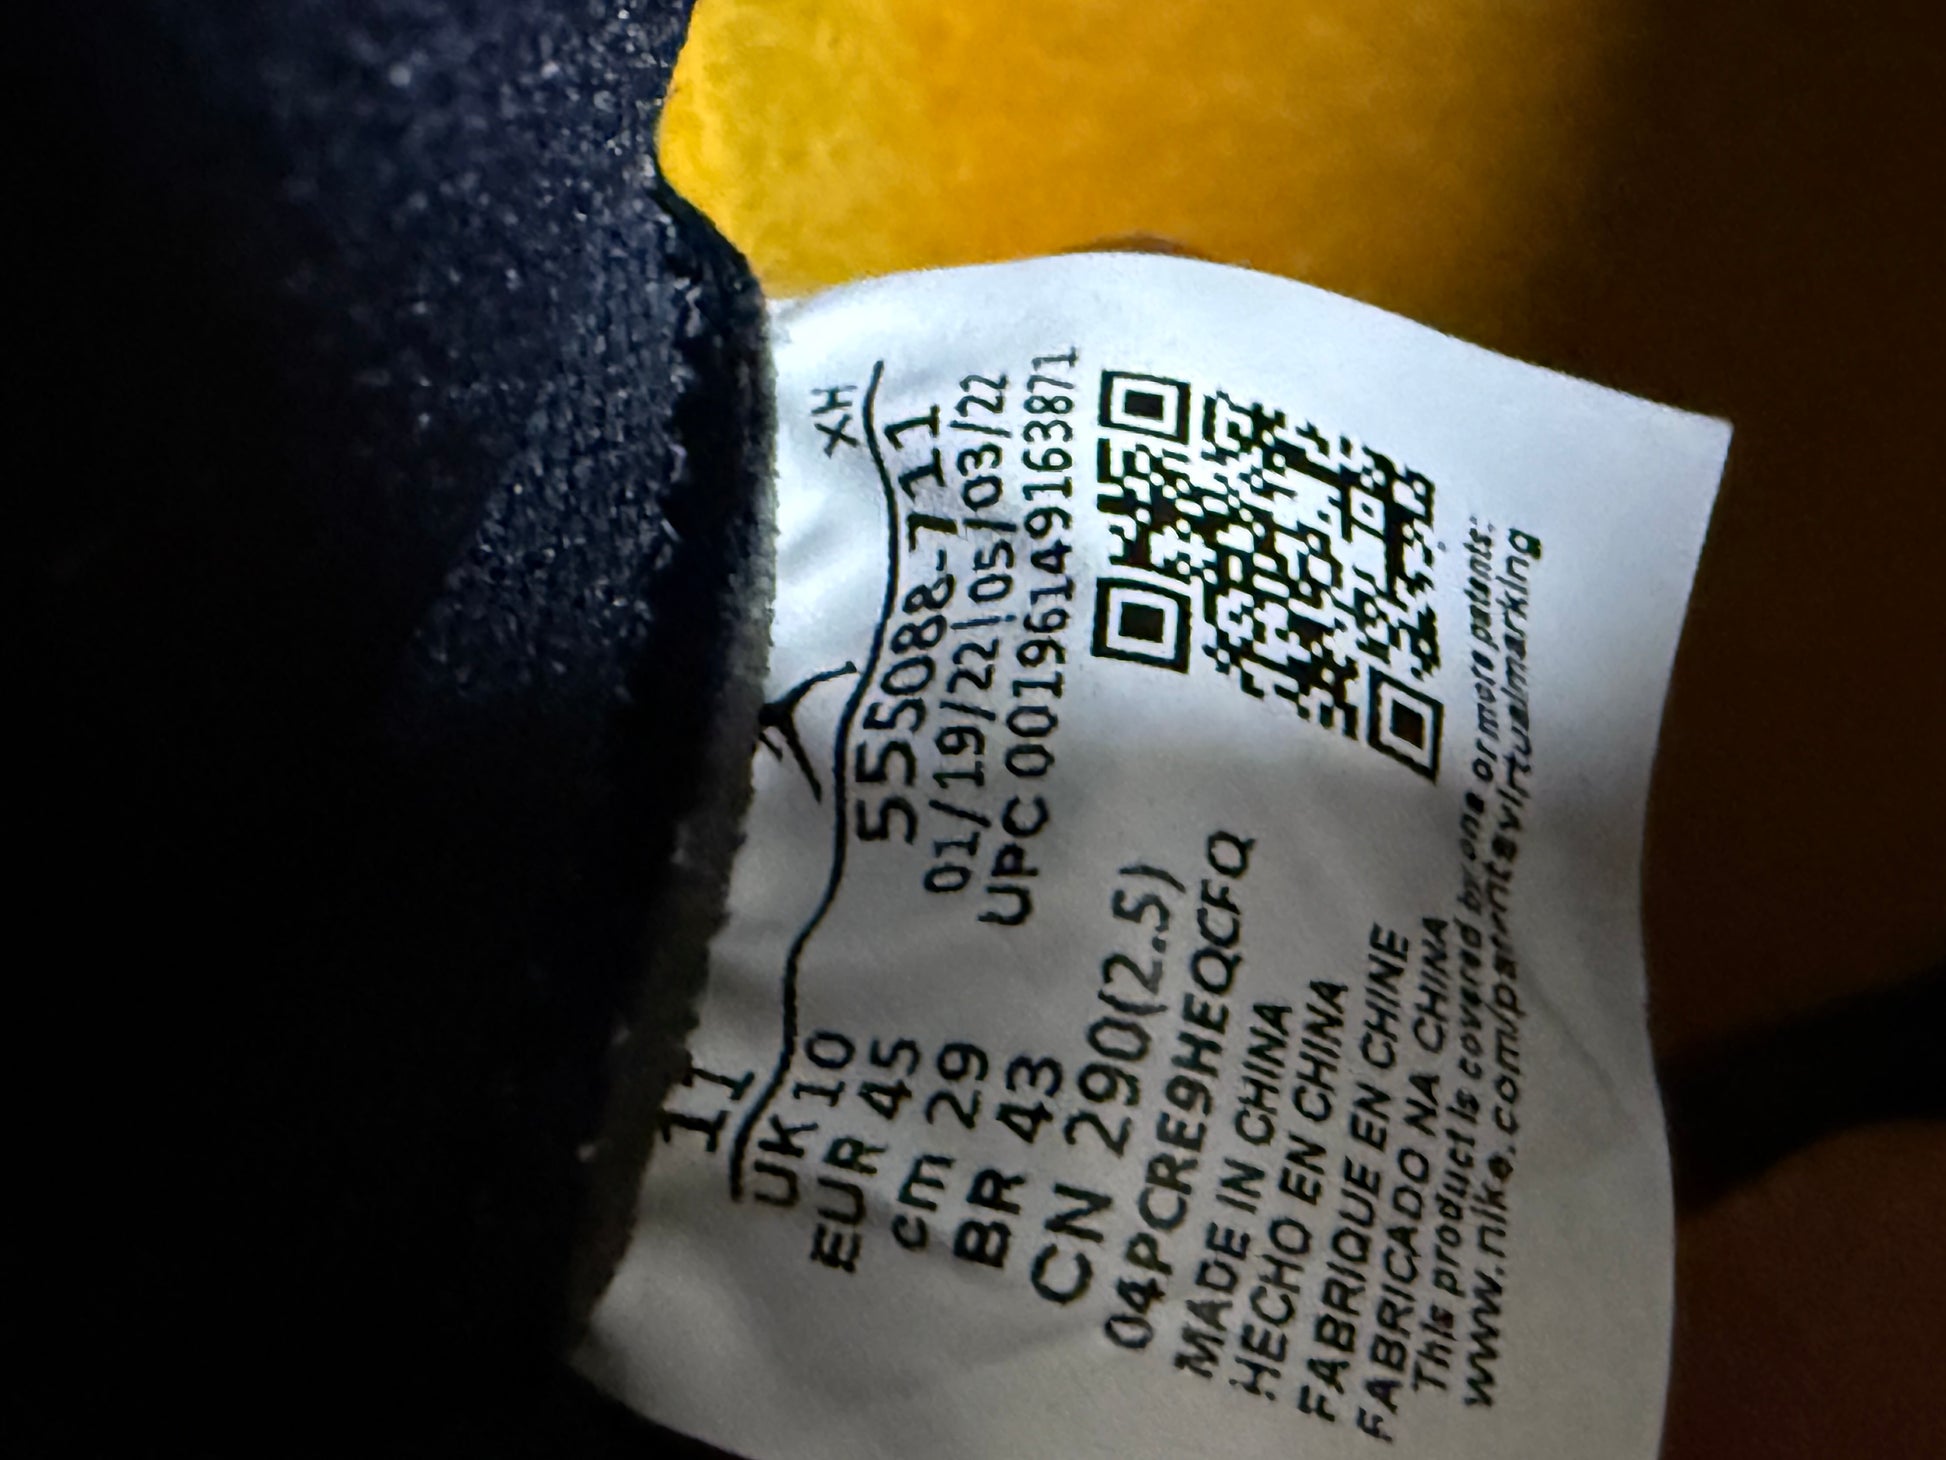 11
XH
UK 10
EUR 45
cm 29
BR 43
CN 290(2.5)
555088-711
01/19/22|05/03/22
UPC 00196149163871
04PCRE9HEQCFQ
MADE IN CHINA
HECHO EN CHINA
FABRIQUE EN CHINE
FABRICADO NA CHINA
This product is covered by one or more patents:
www.nike.com/patentsvirtualmarking